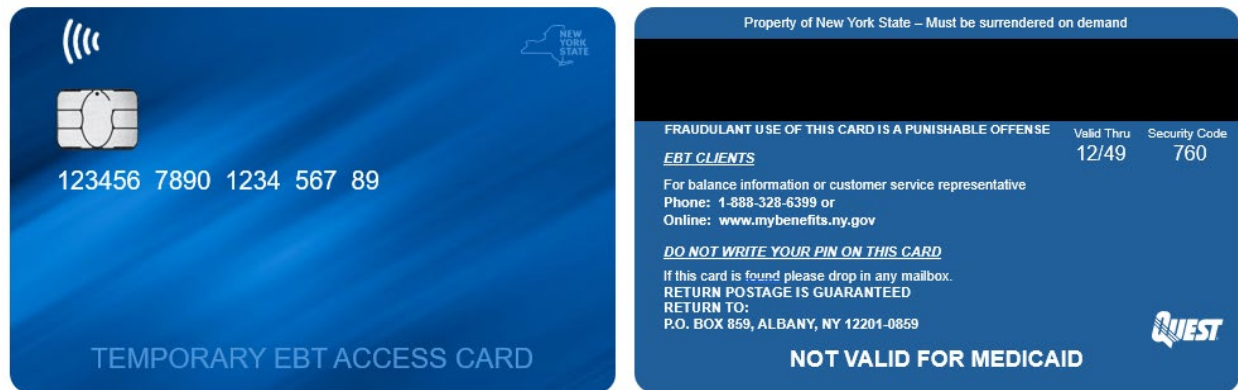 NEW
YORK
STATE
123456 7890 1234 567 89
TEMPORARY EBT ACCESS CARD
Property of New York State – Must be surrendered on demand
FRAUDULANT USE OF THIS CARD IS A PUNISHABLE OFFENSE
Valid Thru Security Code
12/49 760
EBT CLIENTS
For balance information or customer service representative
Phone: 1-888-328-6399 or
Online: www.mybenefits.ny.gov
DO NOT WRITE YOUR PIN ON THIS CARD
If this card is found please drop in any mailbox.
RETURN POSTAGE IS GUARANTEED
RETURN TO:
P.O. BOX 859, ALBANY, NY 12201-0859
QUEST
NOT VALID FOR MEDICAID